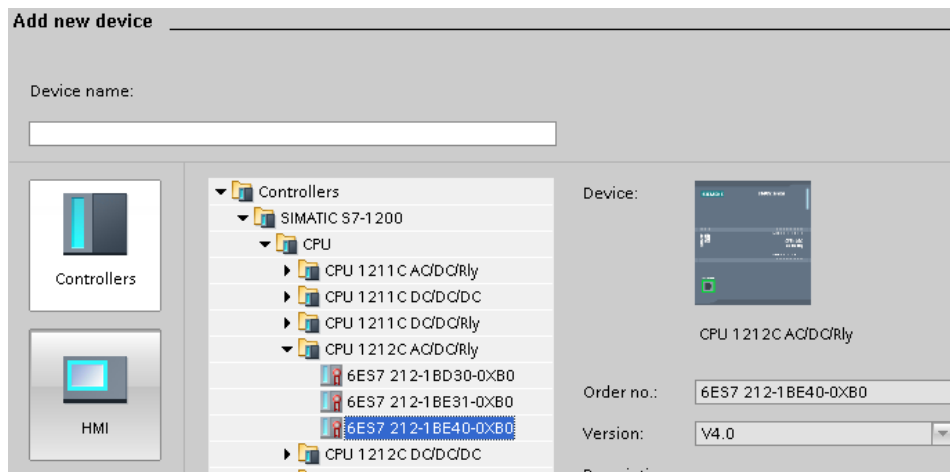 Add new device
Device name:
Controllers
HMI
Controllers
SIMATIC S7-1200
CPU
CPU 1211C AC/DC/Rly
CPU 1211C DC/DC/DC
CPU 1211C DC/DC/Rly
CPU 1212C AC/DC/Rly
6ES7 212-1BD30-0XB0
6ES7 212-1BE31-0XB0
6ES7 212-1BE40-0XB0
CPU 1212C DC/DC/DC
Device:
CPU 1212C AC/DC/Rly
Order no.:
6ES7 212-1BE40-0XB0
Version:
V4.0